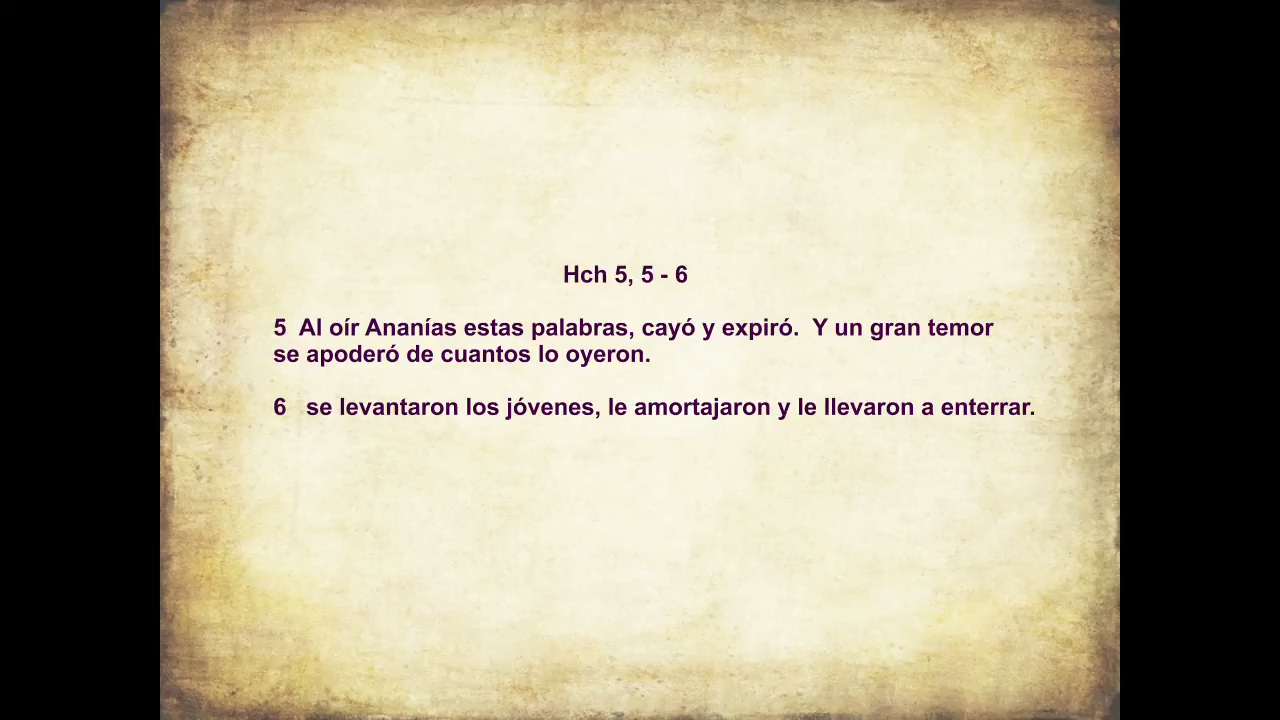 Hch 5, 5 - 6
5 Al oír Ananías estas palabras, cayó y expiró. Y un gran temor
se apoderó de cuantos lo oyeron.
6 se levantaron los jóvenes, le amortajaron y le llevaron a enterrar.